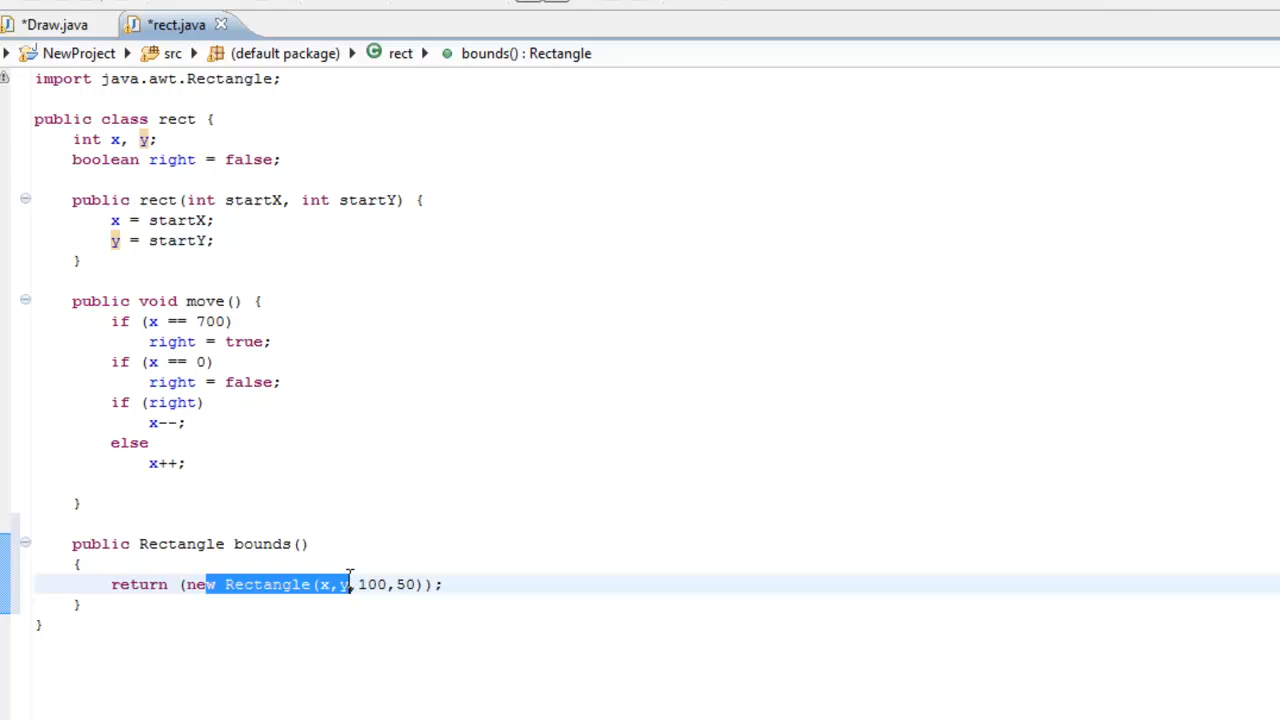 *Draw.java *rect.java
NewProject src (default package) rect bounds() : Rectangle
import java.awt.Rectangle;
public class rect {
int x, y;
boolean right = false;
public rect(int startX, int startY) {
x = startX;
y = startY;
}
public void move() {
if (x == 700)
right = true;
if (x == 0)
right = false;
if (right)
x--;
else
x++;
}
public Rectangle bounds()
{
return (new Rectangle(x,y,100,50));
}
}